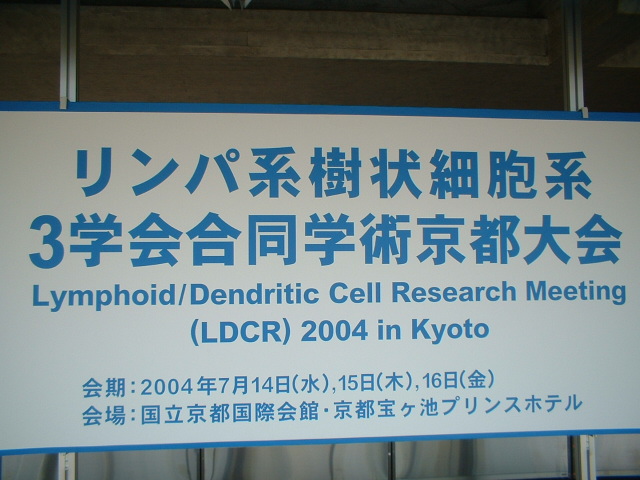 リンパ系樹状細胞系
3学会合同学術京都大会
Lymphoid/Dendritic Cell Research Meeting
(LDCR) 2004 in Kyoto
会期：2004年7月14日(水),15日(木),16日(金)
会場：国立京都国際会館・京都宝ヶ池プリンスホテル